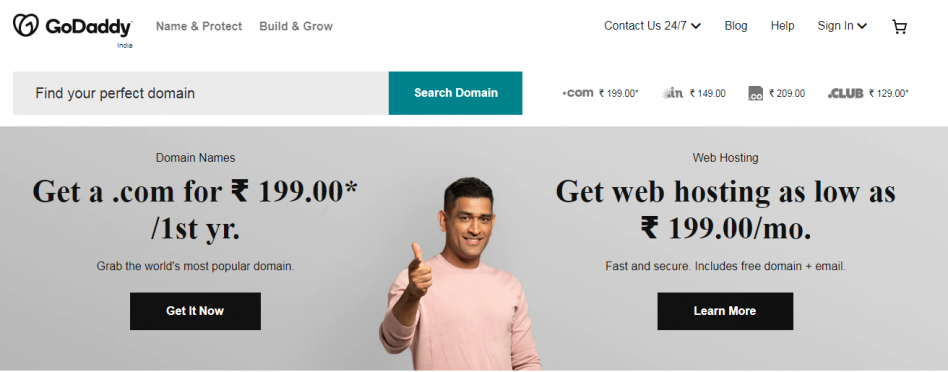 GoDaddy
India
Name & Protect
Build & Grow
Contact Us 24/7
Blog
Help
Sign In
Find your perfect domain
Search Domain
.com ₹ 199.00*
.in ₹ 149.00
.co ₹ 209.00
.CLUB ₹ 129.00*
Domain Names
Get a .com for ₹ 199.00*
/1st yr.
Grab the world's most popular domain.
Get It Now
Web Hosting
Get web hosting as low as
₹ 199.00/mo.
Fast and secure. Includes free domain + email.
Learn More